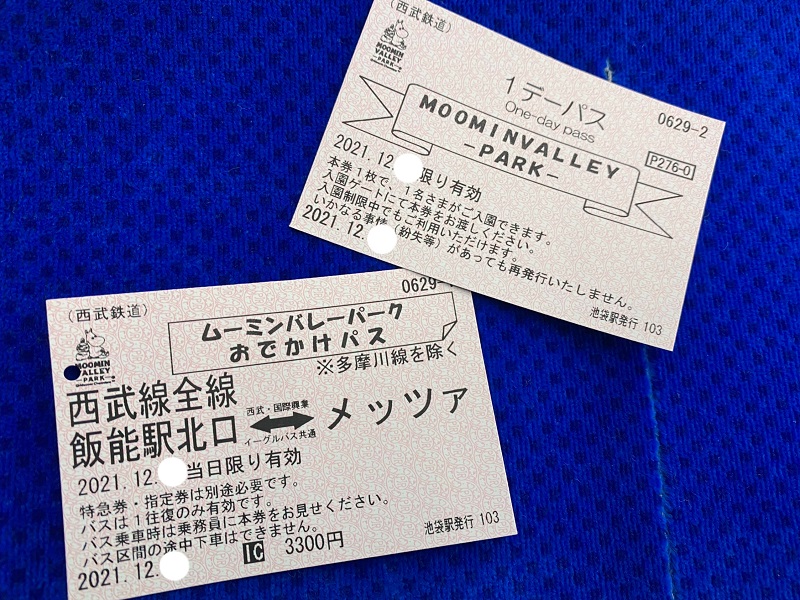 （西武鉄道）
MOOMIN
VALLEY
PARK
1デーパス
One-day pass
0629-2
MOOMINVALLEY
-PARK-
P276-0
2021.12. 限り有効
本券1枚で、1名さまがご入園できます。
入園ゲートにて本券をお渡しください。
入園制限中でもご利用いただけます。
いかなる事情（紛失等）があっても再発行いたしません。
2021.12.
池袋駅発行 103
（西武鉄道）
0629-
MOOMIN
VALLEY
PARK
ムーミンバレーパーク
おでかけパス
※多摩川線を除く
西武線全線
飯能駅北口
西武・国際興業
イーグルバス共通
メッツァ
2021.12. 当日限り有効
特急券・指定券は別途必要です。
バスは1往復のみ有効です。
バス乗車時は乗務員に本券をお見せください。
バス区間の途中下車はできません。
2021.12.
IC 3300円
池袋駅発行 103